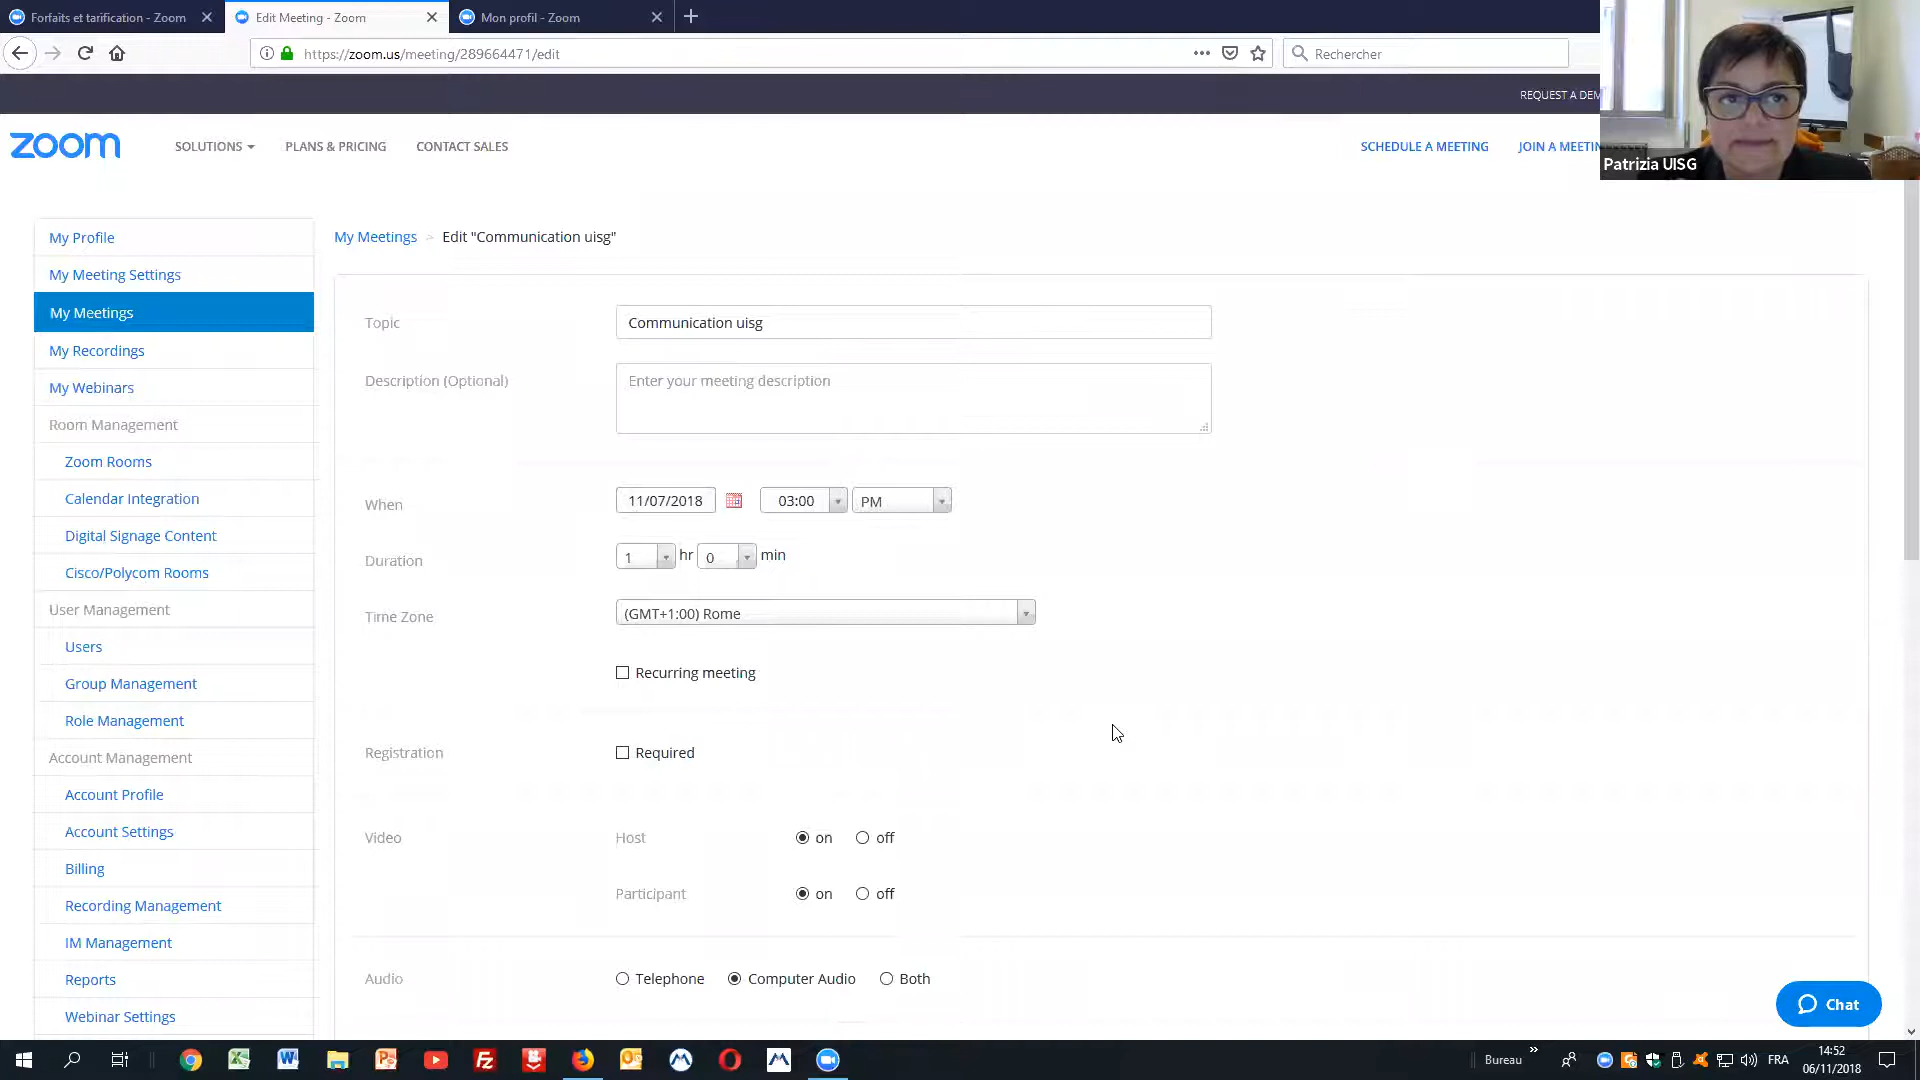 Forfaits et tarification - Zoom
Edit Meeting - Zoom
Mon profil - Zoom
https://zoom.us/meeting/289664471/edit
Rechercher
REQUEST A DEM
zoom
SOLUTIONS
PLANS & PRICING
CONTACT SALES
SCHEDULE A MEETING
JOIN A MEETIN
Patrizia UISG
My Profile
My Meeting Settings
My Meetings
My Recordings
My Webinars
Room Management
Zoom Rooms
Calendar Integration
Digital Signage Content
Cisco/Polycom Rooms
User Management
Users
Group Management
Role Management
Account Management
Account Profile
Account Settings
Billing
Recording Management
IM Management
Reports
Webinar Settings
My Meetings > Edit "Communication uisg"
Topic
Communication uisg
Description (Optional)
Enter your meeting description
When
11/07/2018 03:00 PM
Duration
1 hr 0 min
Time Zone
(GMT+1:00) Rome
Recurring meeting
Registration
Required
Video
Host
on off
Participant
on off
Audio
Telephone Computer Audio Both
Chat
Bureau
FRA
14:52
06/11/2018